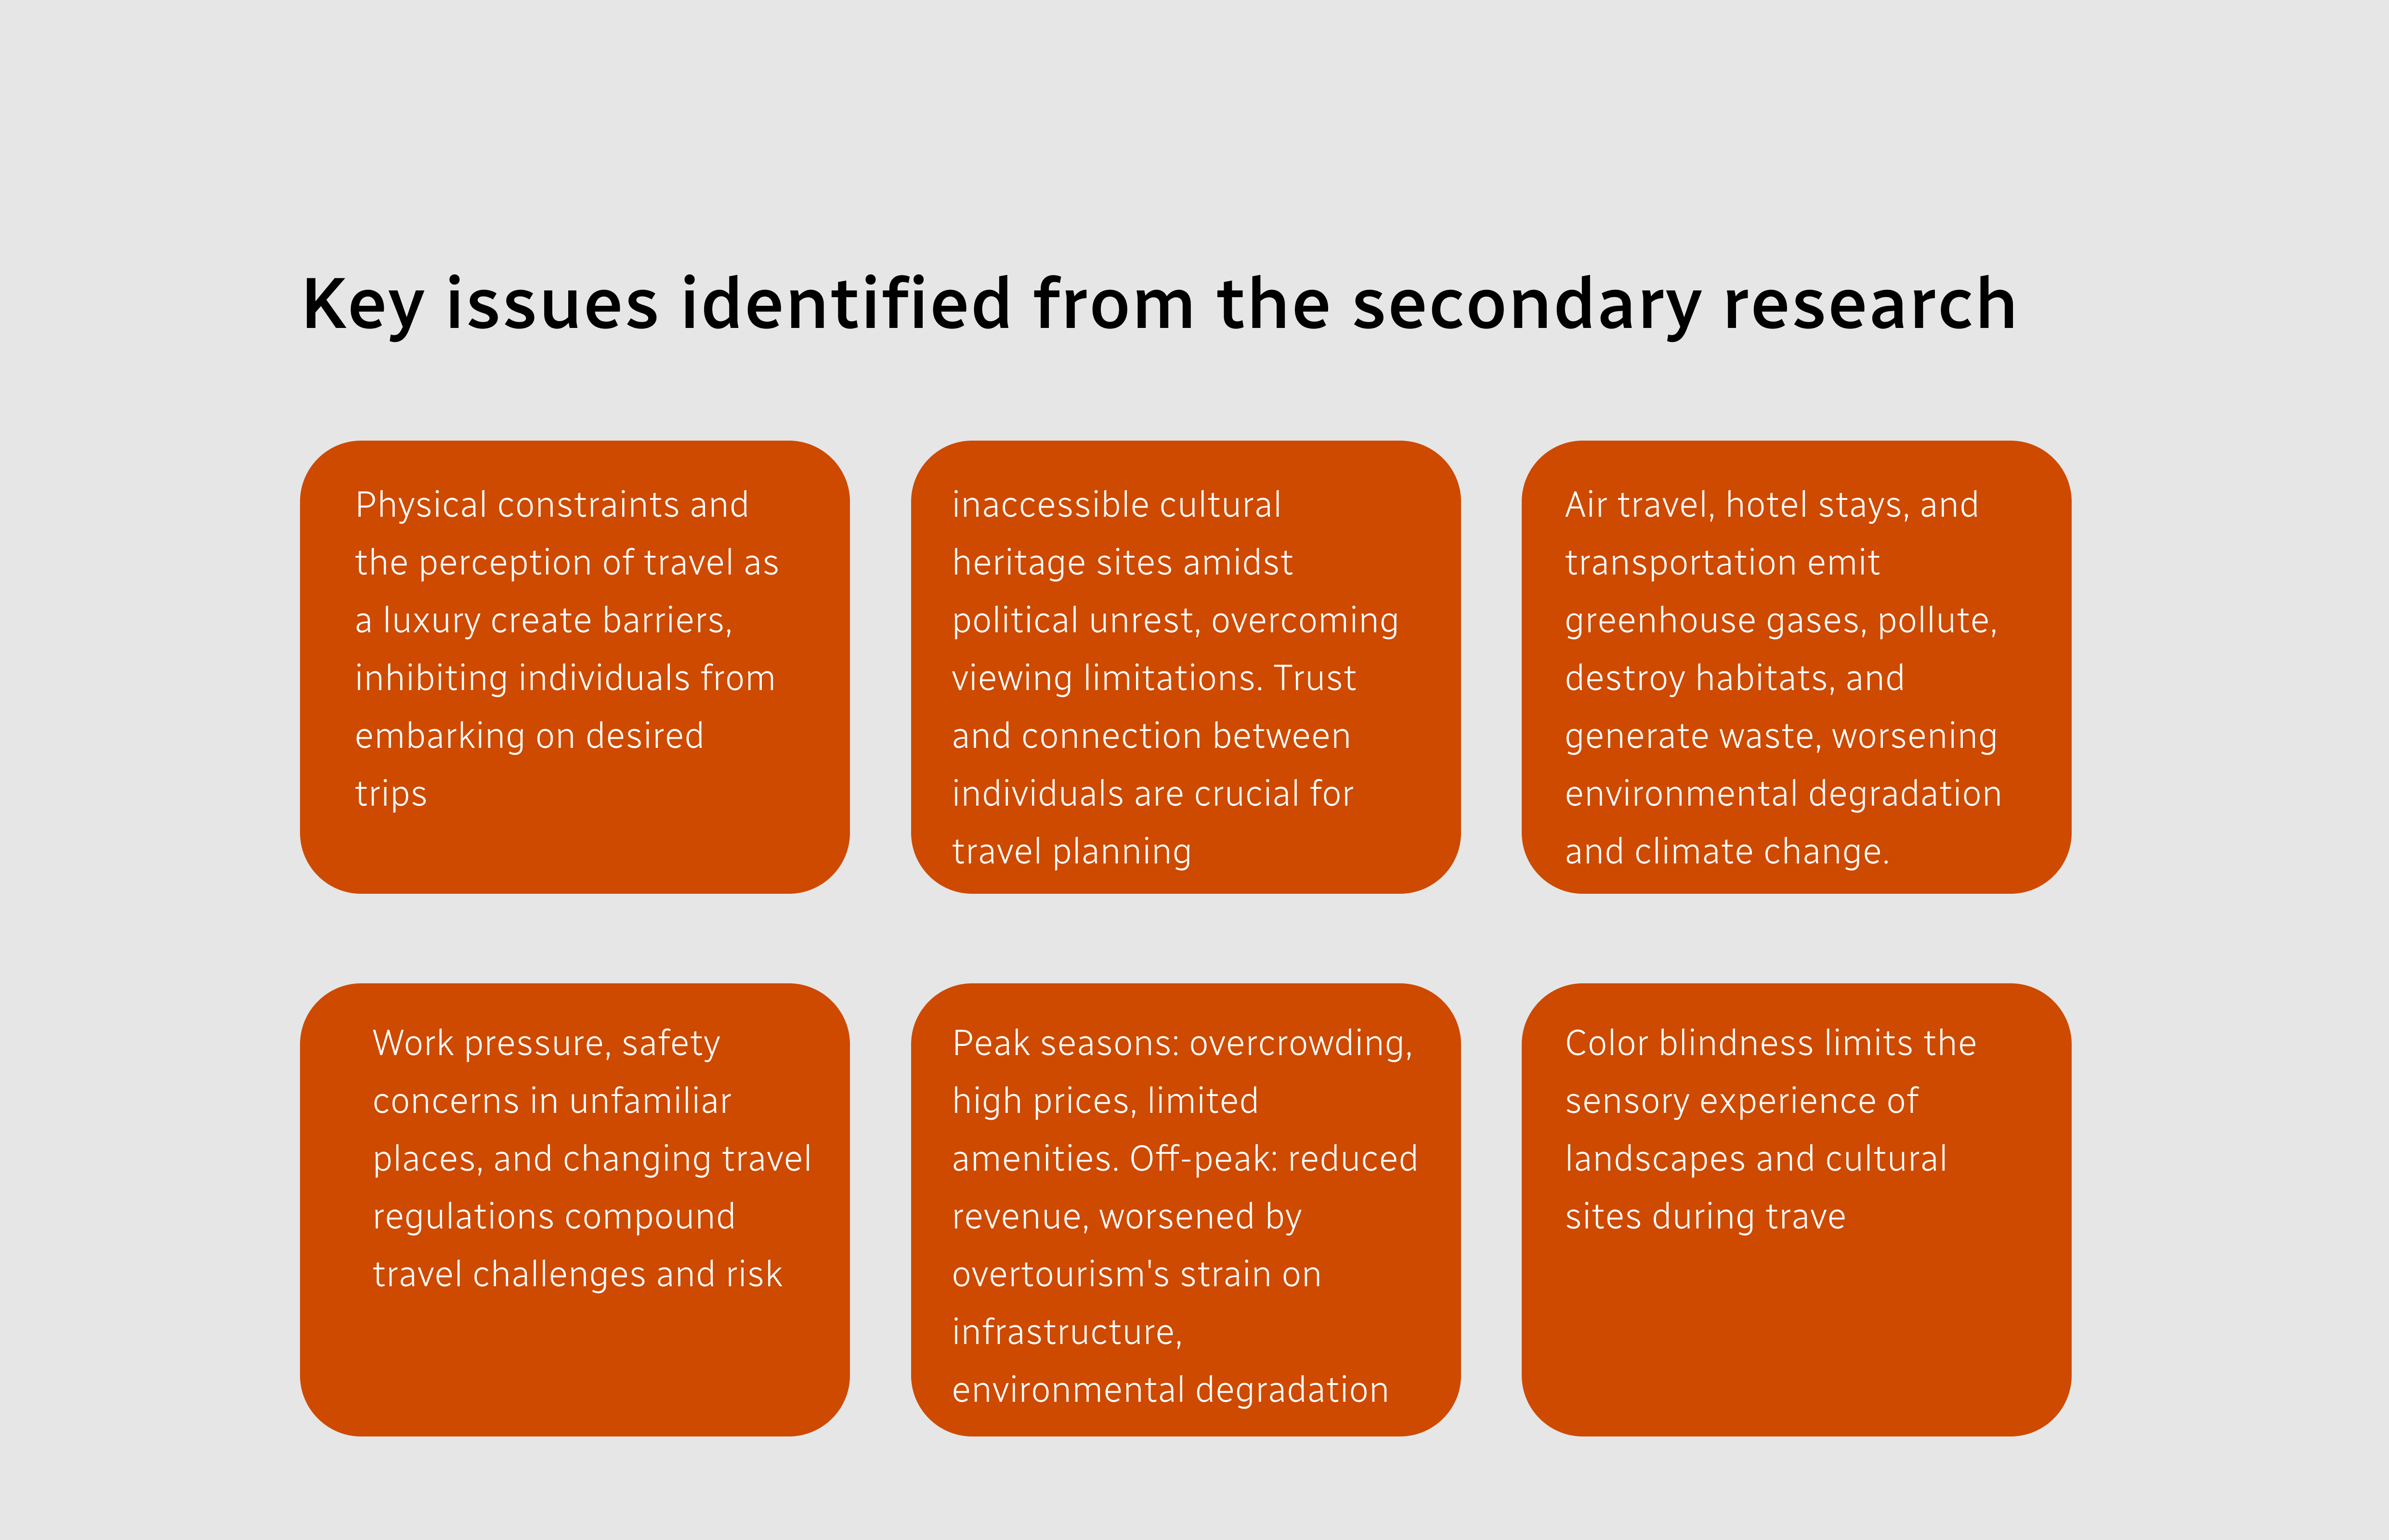 Key issues identified from the secondary research
Physical constraints and
the perception of travel as
a luxury create barriers,
inhibiting individuals from
embarking on desired
trips
inaccessible cultural
heritage sites amidst
political unrest, overcoming
viewing limitations. Trust
and connection between
individuals are crucial for
travel planning
Air travel, hotel stays, and
transportation emit
greenhouse gases, pollute,
destroy habitats, and
generate waste, worsening
environmental degradation
and climate change.
Work pressure, safety
concerns in unfamiliar
places, and changing travel
regulations compound
travel challenges and risk
Peak seasons: overcrowding,
high prices, limited
amenities. Off-peak: reduced
revenue, worsened by
overtourism's strain on
infrastructure,
environmental degradation
Color blindness limits the
sensory experience of
landscapes and cultural
sites during trave